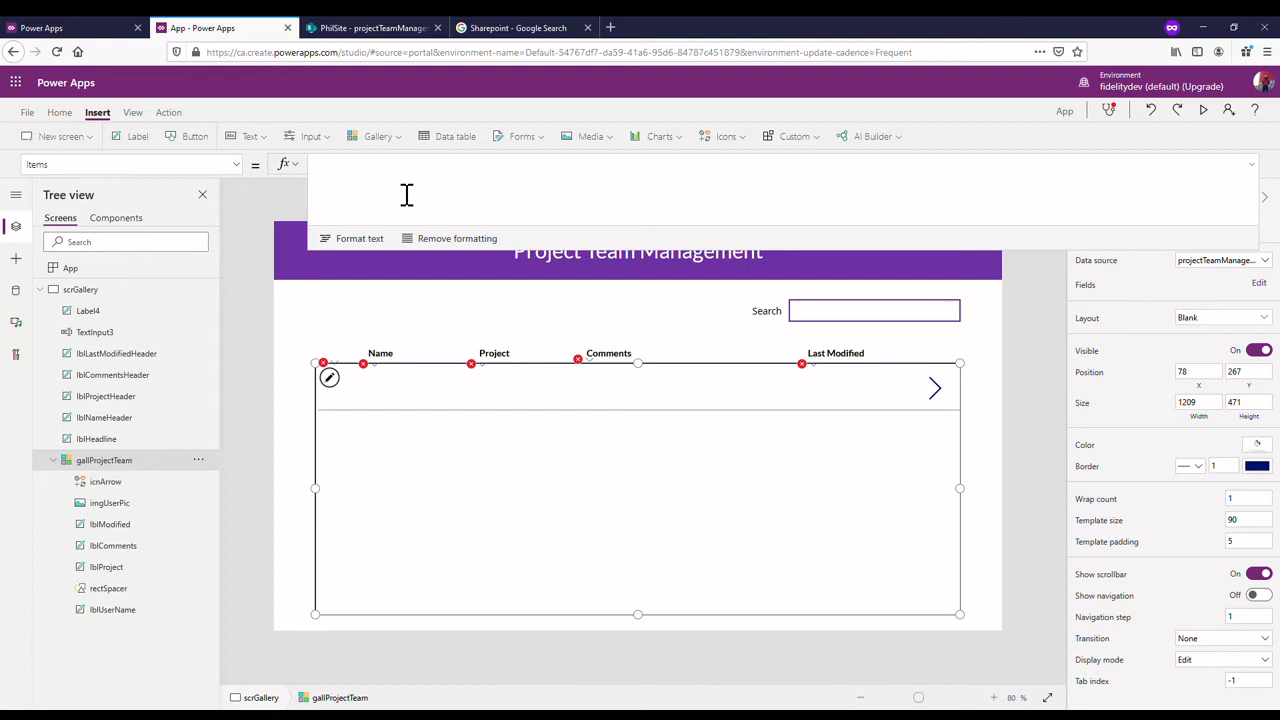 Power Apps
App - Power Apps
PhilSite - projectTeamManageme
Sharepoint - Google Search
https://ca.create.powerapps.com/studio/#source=portal&environment-name=Default-54767df7-da59-41a6-95d6-84787c451879&environment-update-cadence=Frequent
Power Apps
Environment
fidelitydev (default) (Upgrade)
File Home Insert View Action
App
New screen Label Button Text Input Gallery Data table Forms Media Charts Icons Custom AI Builder
Items = fx
Tree view
Screens Components
Search
Format text Remove formatting
App
scrGallery
Label4
TextInput3
lblLastModifiedHeader
lblCommentsHeader
lblProjectHeader
lblNameHeader
lblHeadline
gallProjectTeam
icnArrow
imgUserPic
lblModified
lblComments
lblProject
rectSpacer
lblUserName
Project Team Management
Search
Name Project Comments Last Modified
Data source projectTeamManage...
Fields Edit
Layout Blank
Visible On
Position 78 267
X Y
Size 1209 471
Width Height
Color
Border 1
Wrap count 1
Template size 90
Template padding 5
Show scrollbar On
Show navigation Off
Navigation step 1
Transition None
Display mode Edit
Tab index -1
scrGallery gallProjectTeam
80 %